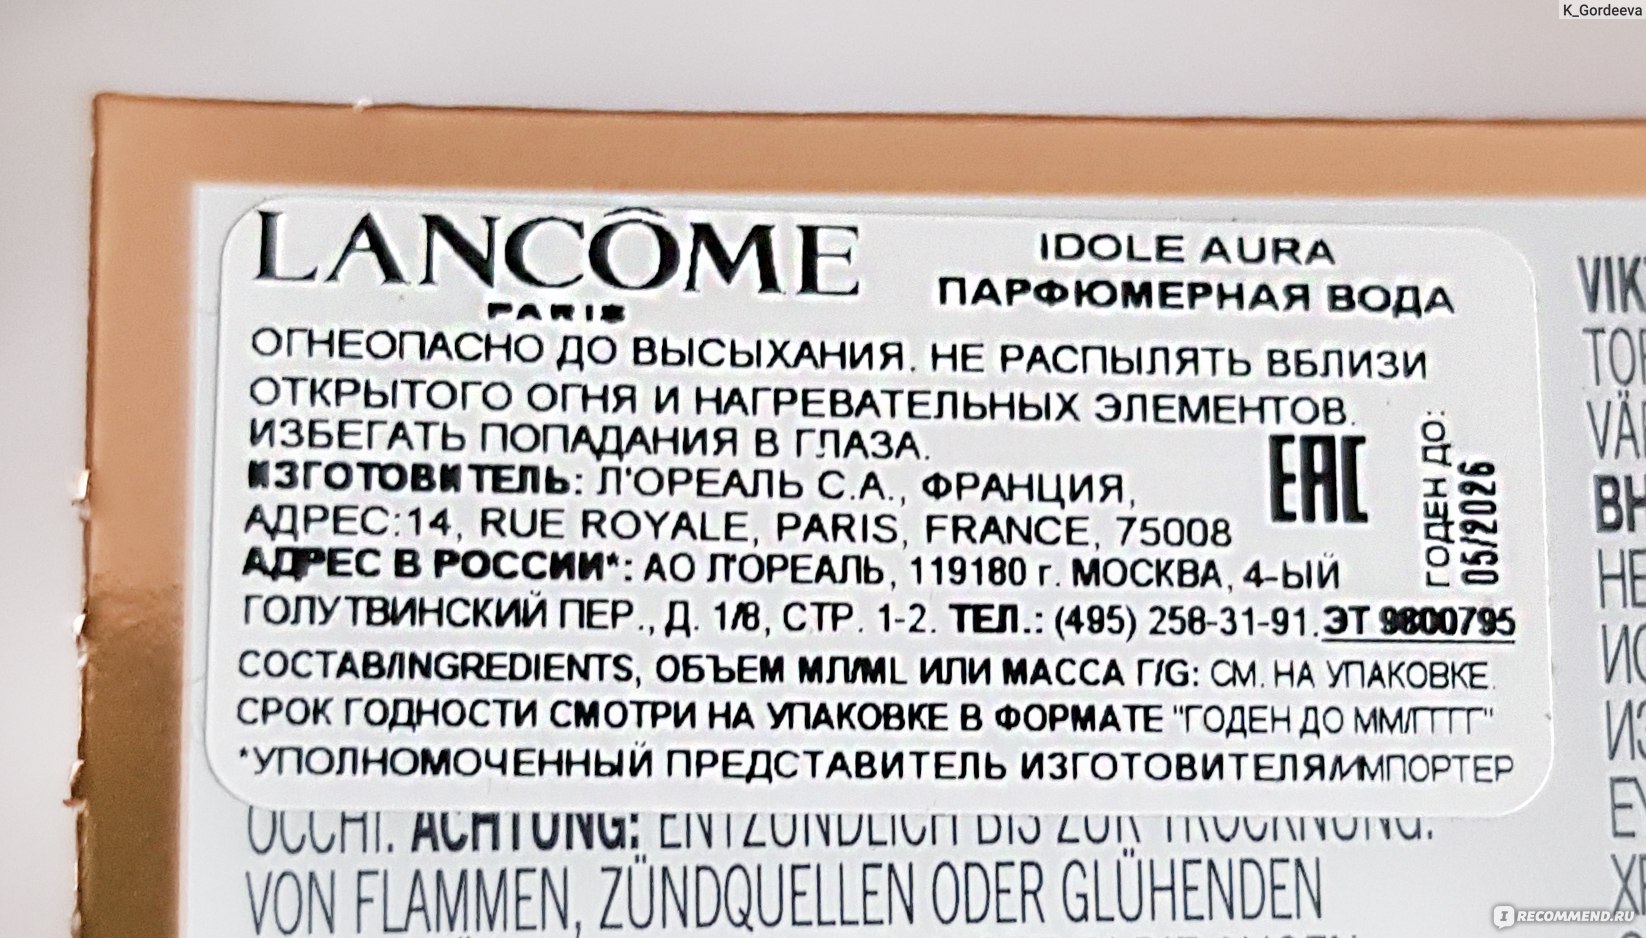 K_Gordeeva
LANCÔME
PARIS
IDOLE AURA
ПАРФЮМЕРНАЯ ВОДА
ОГНЕОПАСНО ДО ВЫСЫХАНИЯ. НЕ РАСПЫЛЯТЬ ВБЛИЗИ
ОТКРЫТОГО ОГНЯ И НАГРЕВАТЕЛЬНЫХ ЭЛЕМЕНТОВ.
ИЗБЕГАТЬ ПОПАДАНИЯ В ГЛАЗА.
ИЗГОТОВИТЕЛЬ: Л'ОРЕАЛЬ С.А., ФРАНЦИЯ,
АДРЕС:14, RUE ROYALE, PARIS, FRANCE, 75008
EAC
ГОДЕН ДО:
05/2026
АДРЕС В РОССИИ*: АО Л'ОРЕАЛЬ, 119180 г. МОСКВА, 4-ЫЙ
ГОЛУТВИНСКИЙ ПЕР., Д. 1/8, СТР. 1-2. ТЕЛ.: (495) 258-31-91. ЭТ 9800795
СОСТАВ/INGREDIENTS, ОБЪЕМ МЛ/ML ИЛИ МАССА Г/G: СМ. НА УПАКОВКЕ.
СРОК ГОДНОСТИ СМОТРИ НА УПАКОВКЕ В ФОРМАТЕ "ГОДЕН ДО ММ/ГГГГ"
*УПОЛНОМОЧЕННЫЙ ПРЕДСТАВИТЕЛЬ ИЗГОТОВИТЕЛЯ/ИМПОРТЕР
OCCHI. ACHTUNG: ENTZÜNDLICH BIS ZUR TROCKNUNG.
VON FLAMMEN, ZÜNDQUELLEN ODER GLÜHENDEN
I RECOMMEND.RU